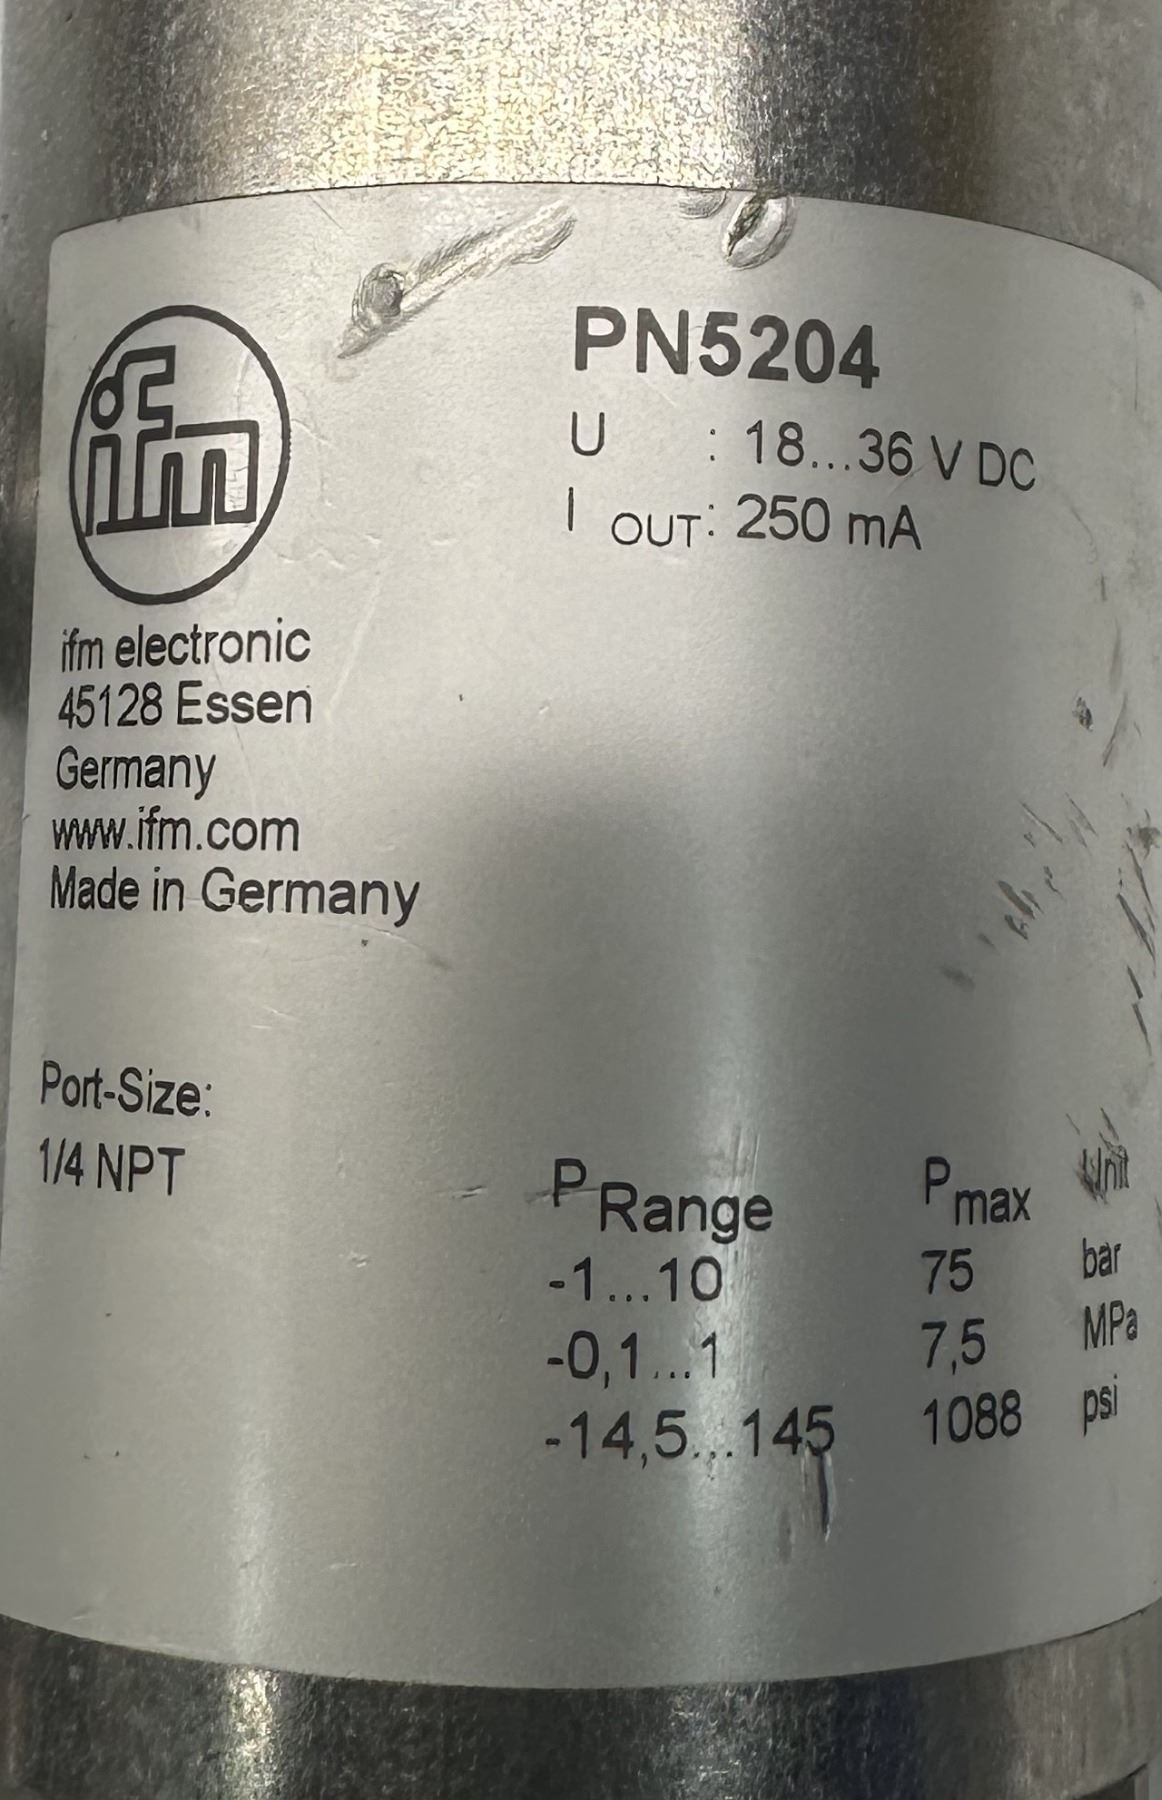 ifm
PN5204
U : 18...36 V DC
I OUT: 250 mA
ifm electronic
45128 Essen
Germany
www.ifm.com
Made in Germany
Port-Size:
1/4 NPT
P Range P max Unit
-1...10 75 bar
-0,1...1 7,5 MPa
-14,5...145 1088 psi